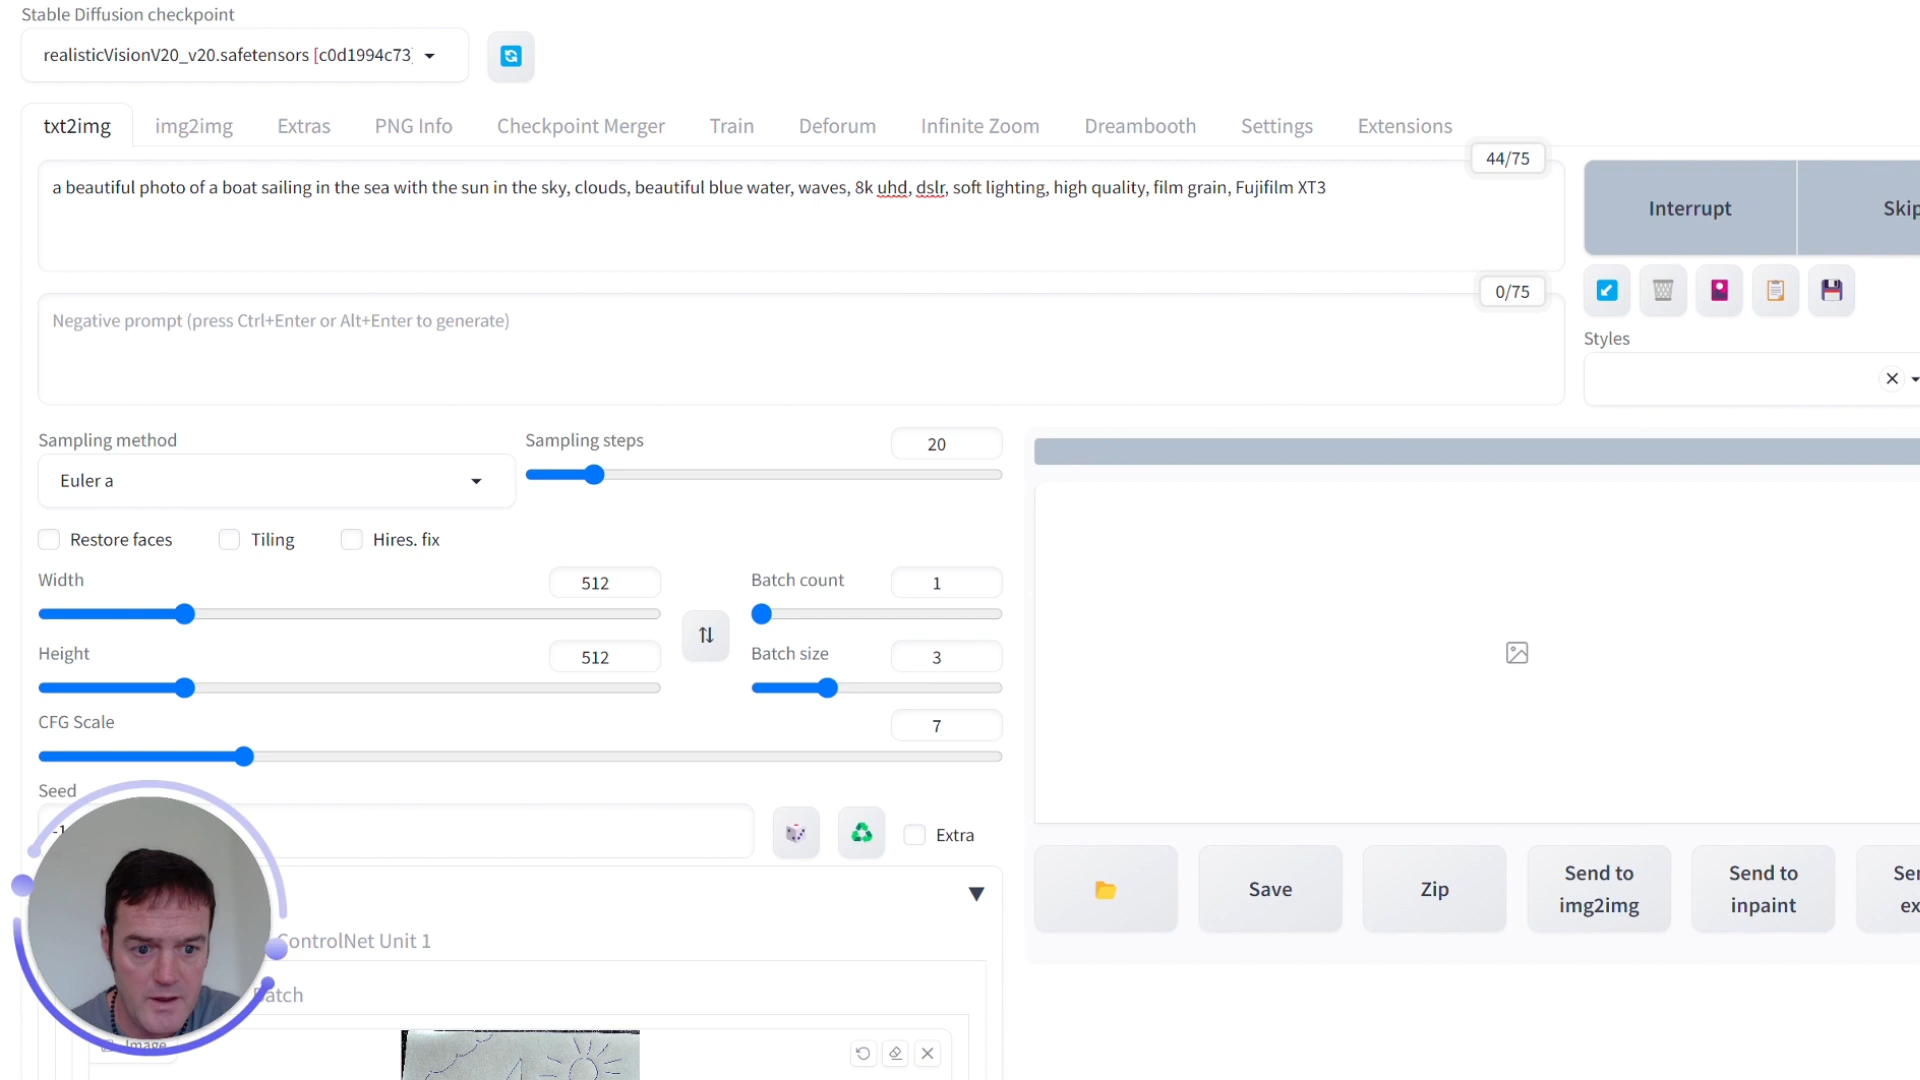 Stable Diffusion checkpoint
realisticVisionV20_v20.safetensors [c0d1994c73]
txt2img img2img Extras PNG Info Checkpoint Merger Train Deforum Infinite Zoom Dreambooth Settings Extensions
44/75
a beautiful photo of a boat sailing in the sea with the sun in the sky, clouds, beautiful blue water, waves, 8k uhd, dslr, soft lighting, high quality, film grain, Fujifilm XT3
Interrupt Skip
0/75
Negative prompt (press Ctrl+Enter or Alt+Enter to generate)
Styles
Sampling method
Euler a
Sampling steps 20
Restore faces Tiling Hires. fix
Width 512
Batch count 1
Height 512
Batch size 3
CFG Scale 7
Seed
-1
Extra
Save Zip Send to img2img Send to inpaint
ControlNet Unit 1
Batch
Image